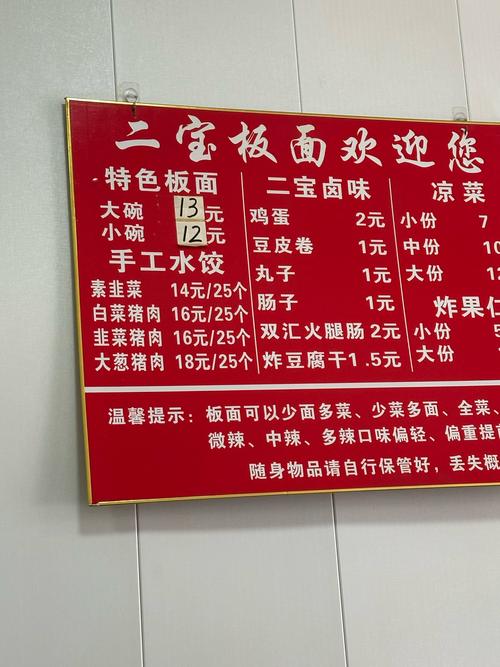 二宝板面欢迎您
特色板面
大碗 13元
小碗 12元
手工水饺
素韭菜 14元/25个
白菜猪肉 16元/25个
韭菜猪肉 16元/25个
大葱猪肉 18元/25个
二宝卤味
鸡蛋 2元
豆皮卷 1元
丸子 1元
肠子 1元
双汇火腿肠 2元
炸豆腐干 1.5元
凉菜
小份 7
中份 10
大份
炸果仁
小份
大份 7
温馨提示：板面可以少面多菜、少菜多面、全菜、
微辣、中辣、多辣口味偏轻、偏重提前
随身物品请自行保管好，丢失概